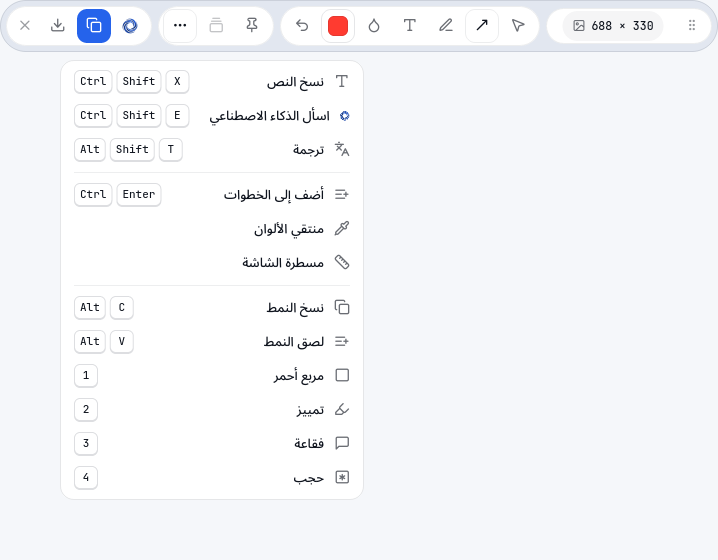 688 × 330
نسخ النص Ctrl Shift X
اسأل الذكاء الاصطناعي Ctrl Shift E
ترجمة Alt Shift T
أضف إلى الخطوات Ctrl Enter
منتقي الألوان
مسطرة الشاشة
نسخ النمط Alt C
لصق النمط Alt V
مربع أحمر 1
تمييز 2
فقاعة 3
حجب 4